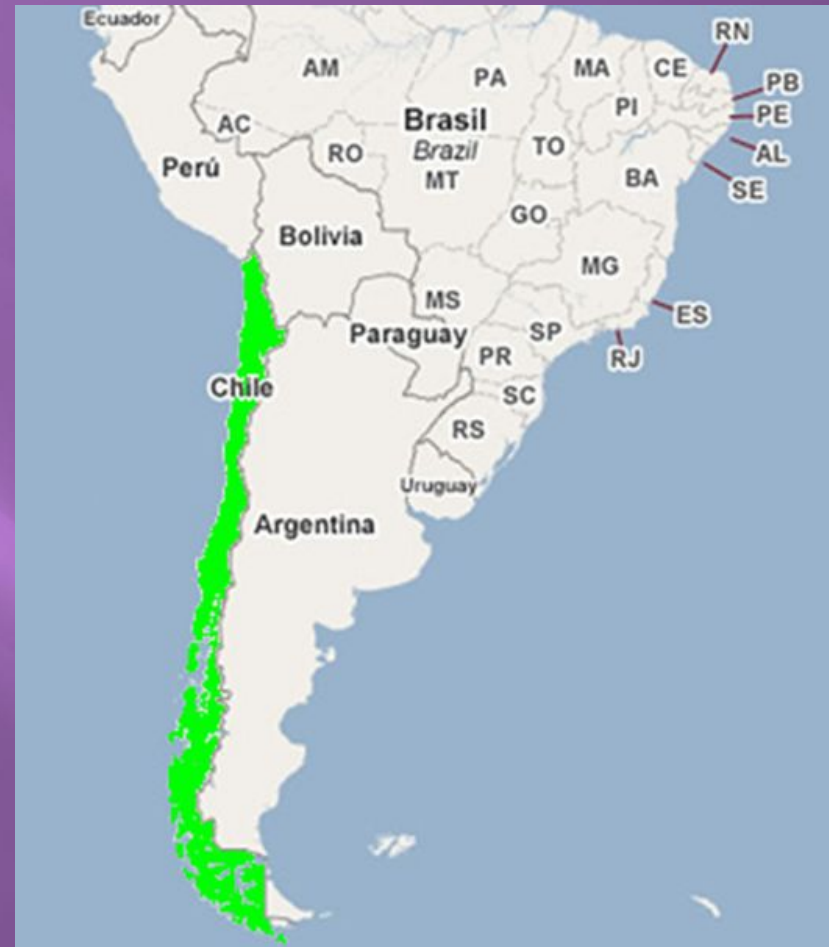 Ecuador
RN
AM
PA
MA
CE
PB
PI
PE
AC
Brasil
Brazil
RO
TO
AL
Perú
MT
BA
SE
GO
Bolivia
MG
MS
ES
Paraguay
SP
PR
RJ
Chile
SC
RS
Uruguay
Argentina